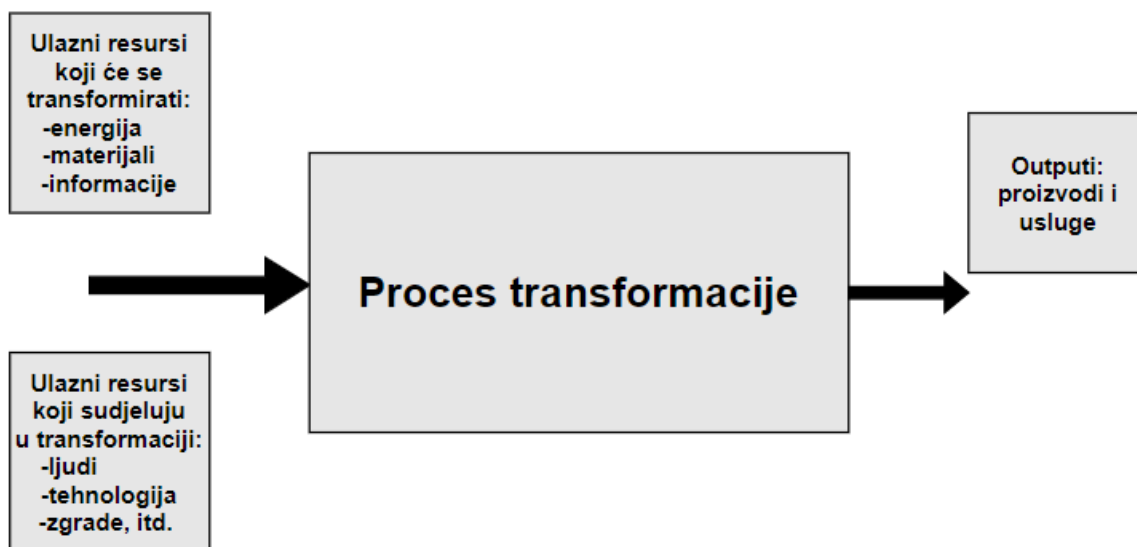 Ulazni resursi
koji će se
transformirati:
-energija
-materijali
-informacije
Proces transformacije
Outputi:
proizvodi i
usluge
Ulazni resursi
koji sudjeluju
u transformaciji:
-ljudi
-tehnologija
-zgrade, itd.